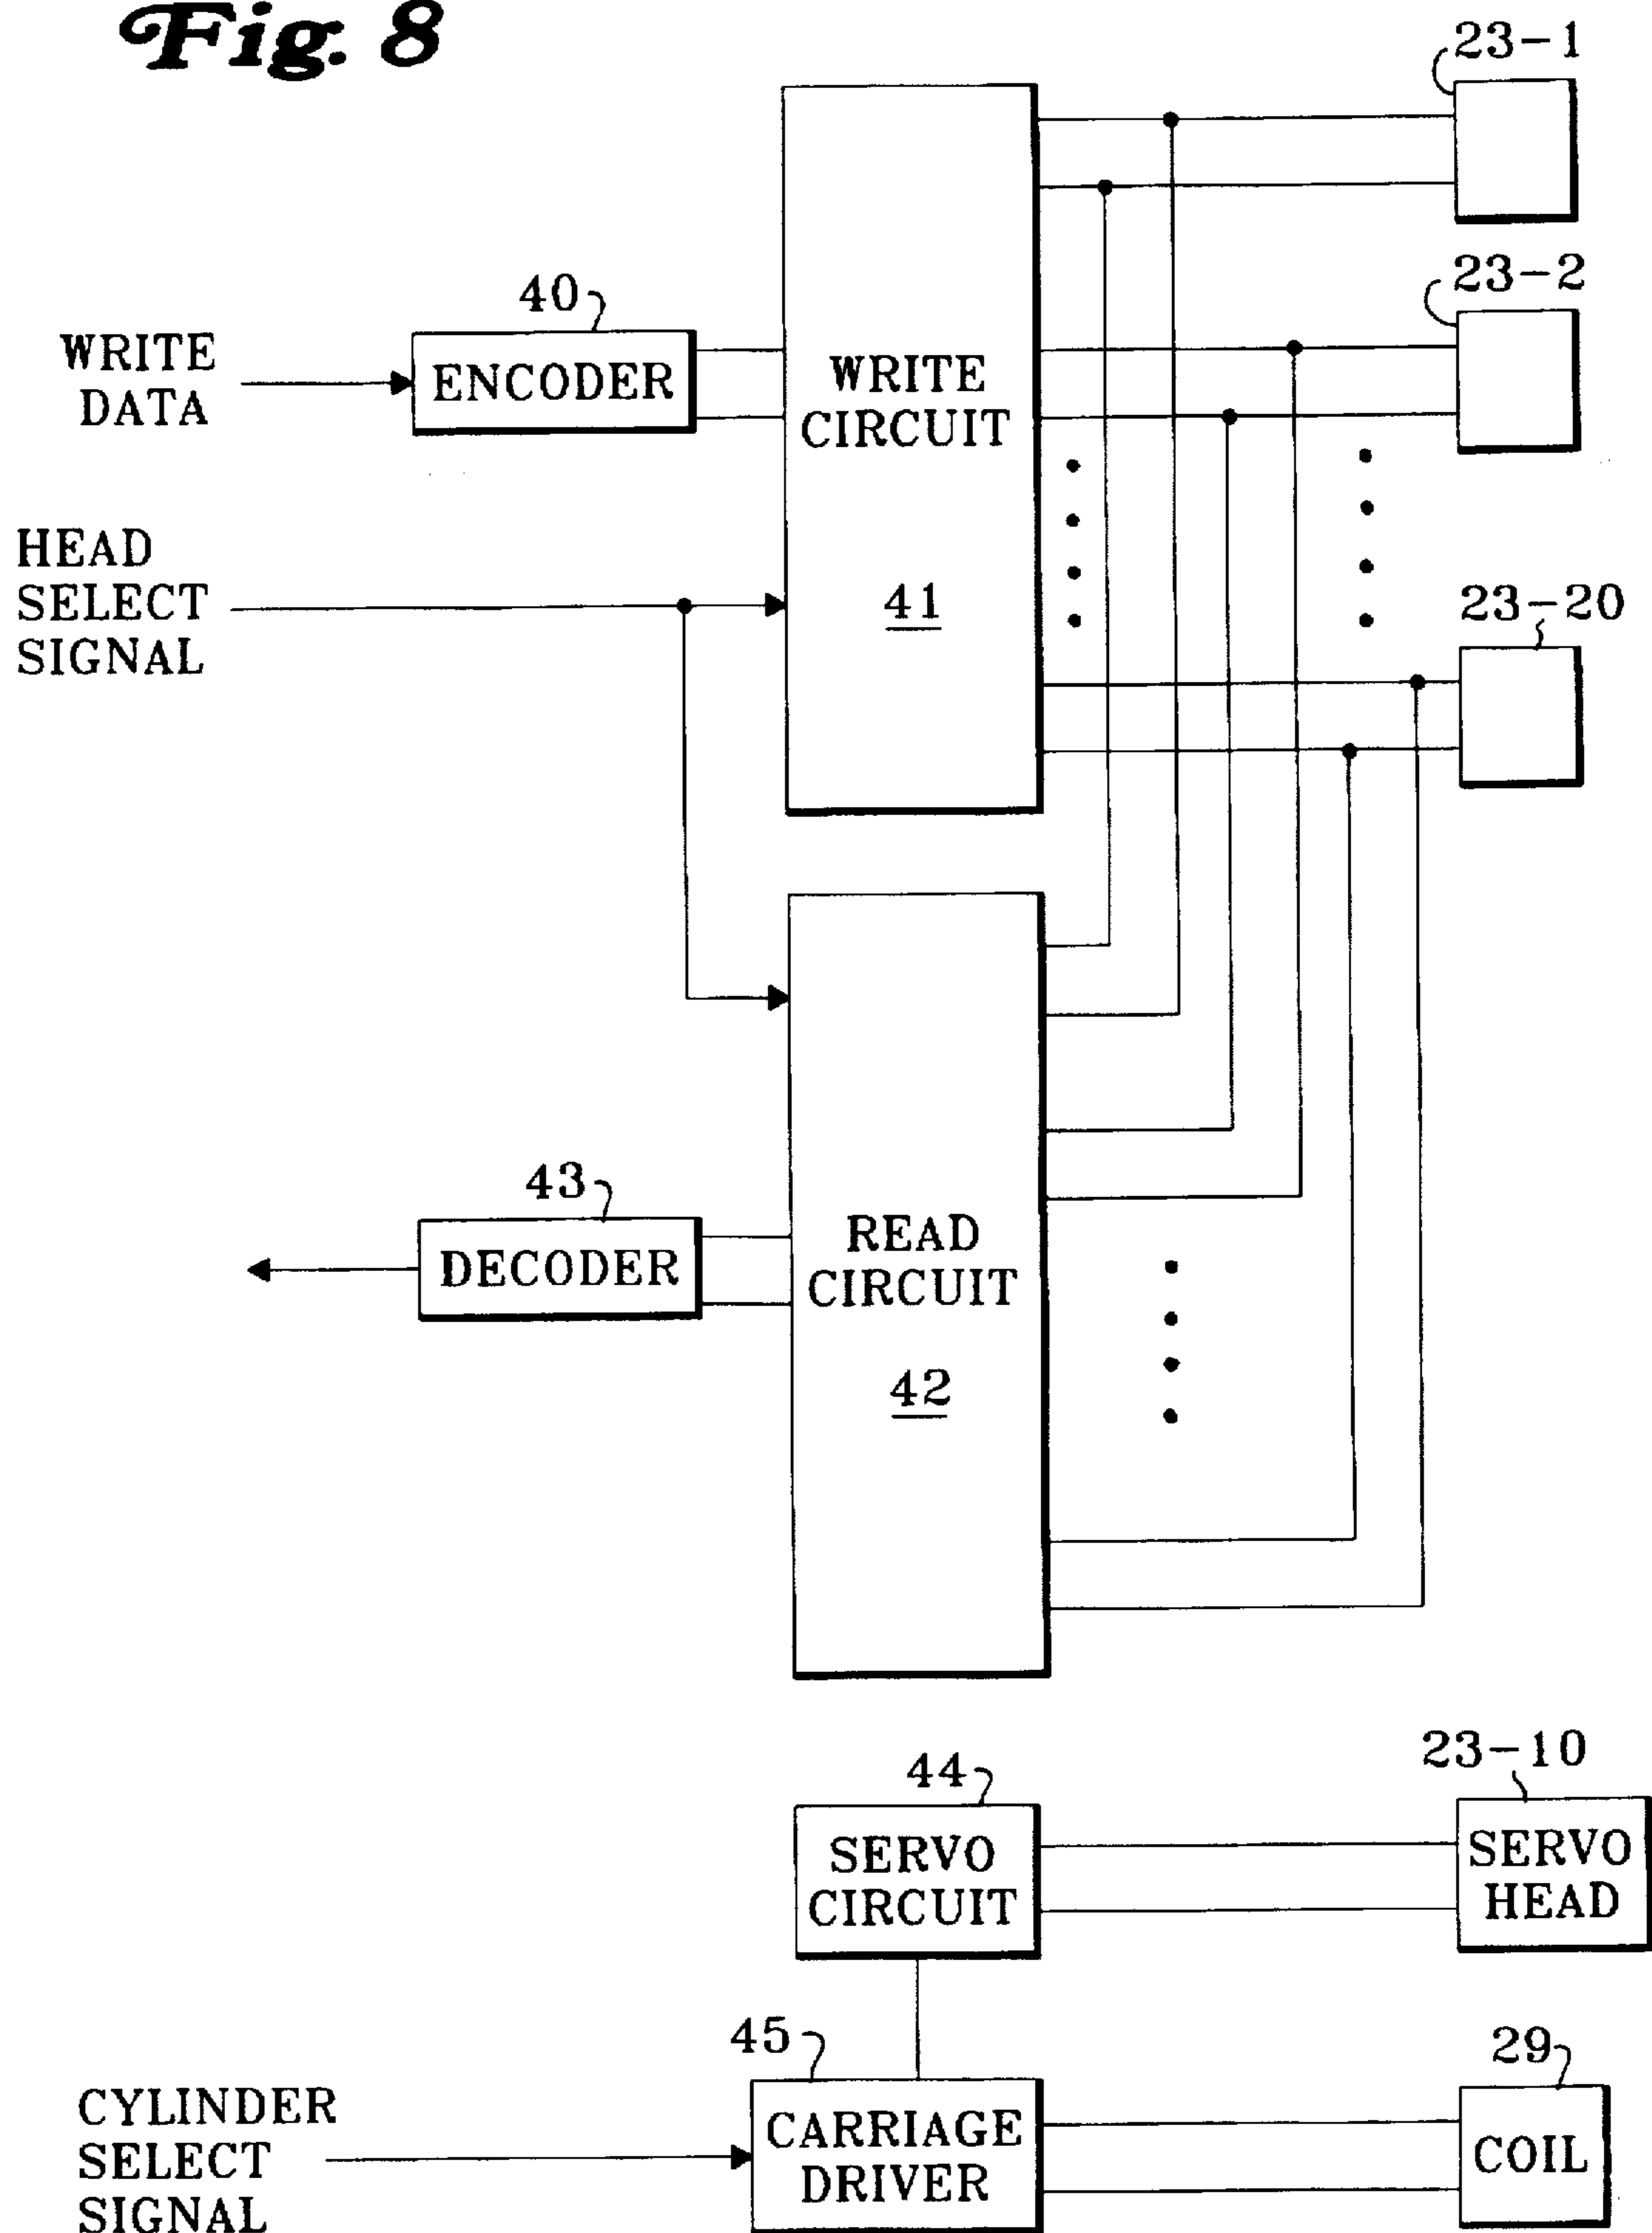 Fig. 8
23-1
23-2
40
WRITE
DATA
ENCODER
WRITE
CIRCUIT
HEAD
SELECT
SIGNAL
41
23-20
43
DECODER
READ
CIRCUIT
42
23-10
44
SERVO
CIRCUIT
SERVO
HEAD
45
29
CYLINDER
SELECT
SIGNAL
CARRIAGE
DRIVER
COIL